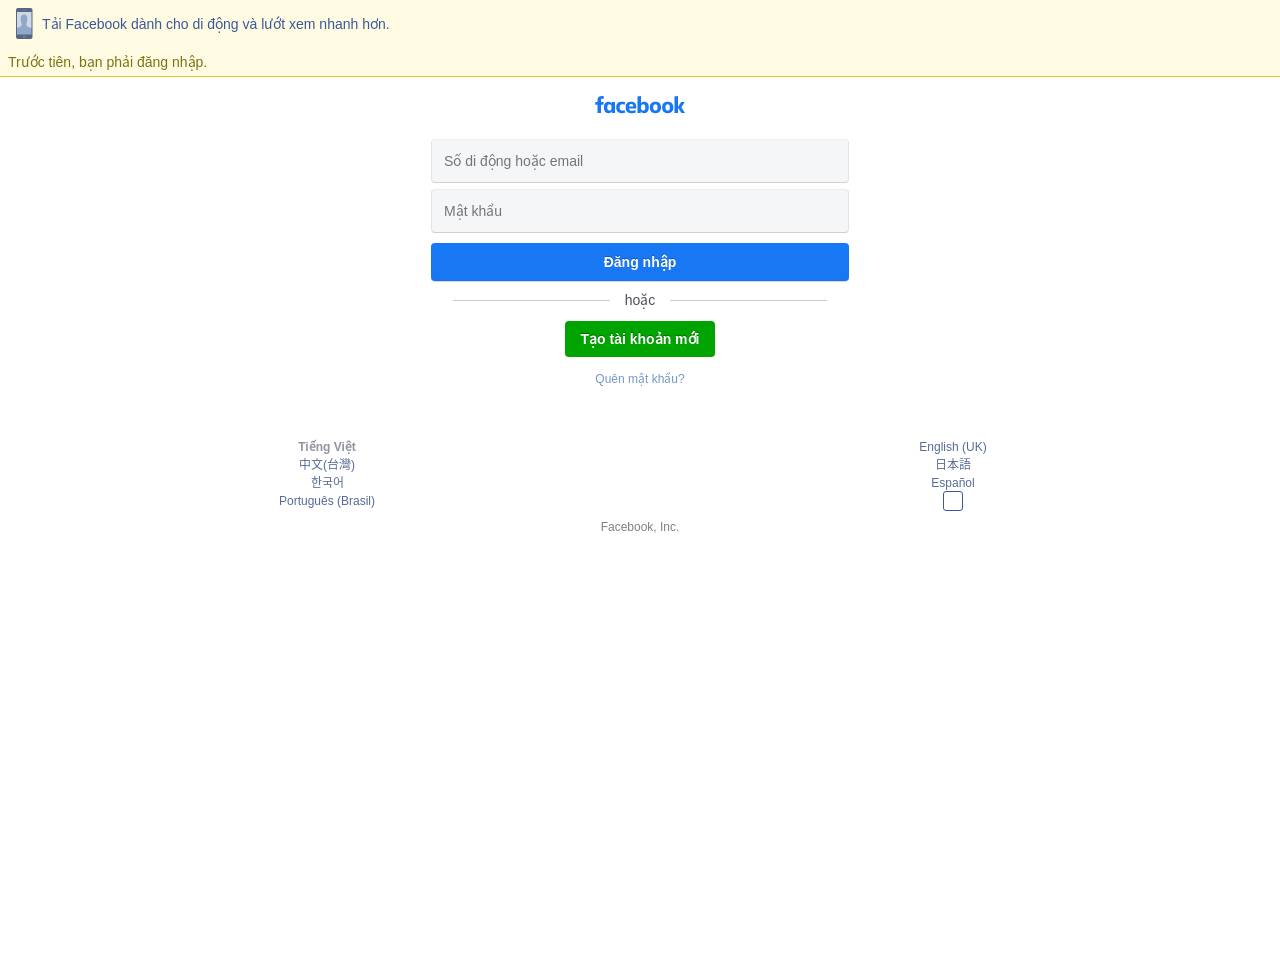 Tải Facebook dành cho di động và lướt xem nhanh hơn.
Trước tiên, bạn phải đăng nhập.
facebook
Số di động hoặc email
Mật khẩu
Đăng nhập
hoặc
Tạo tài khoản mới
Quên mật khẩu?
Tiếng Việt
中文(台灣)
한국어
Português (Brasil)
English (UK)
日本語
Español
Facebook, Inc.